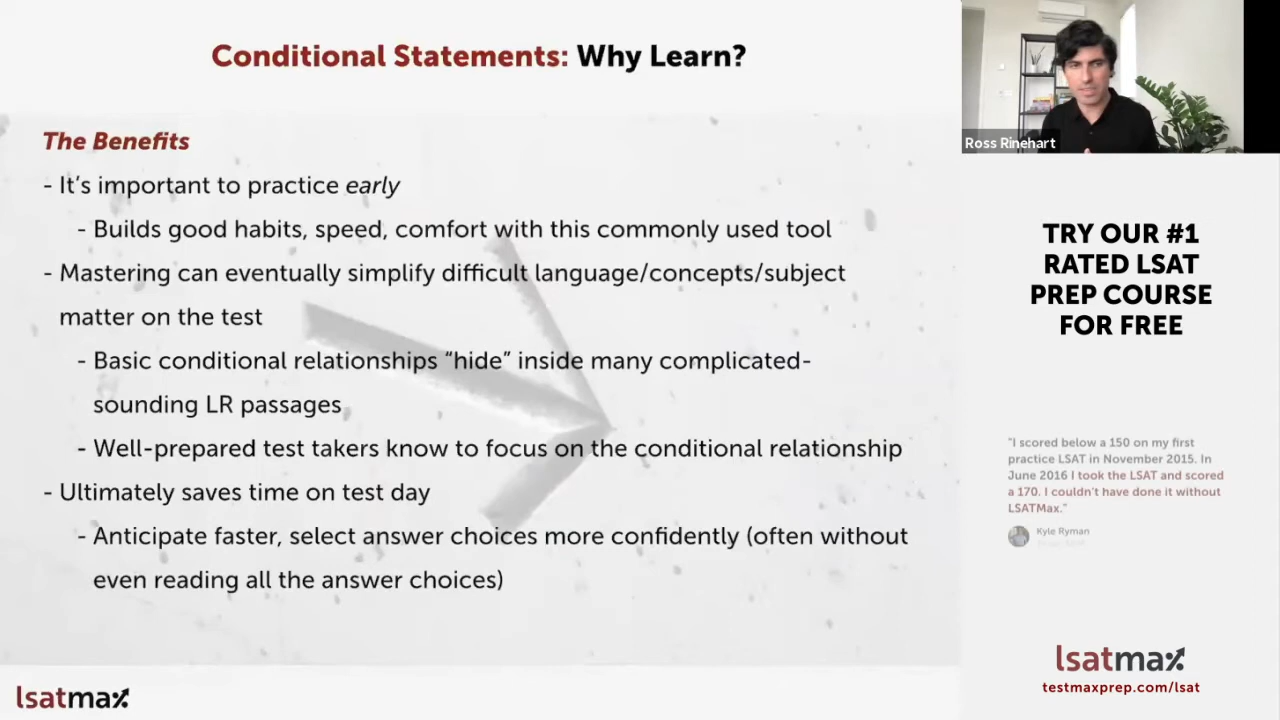 Conditional Statements: Why Learn?
The Benefits
- It's important to practice early
- Builds good habits, speed, comfort with this commonly used tool
- Mastering can eventually simplify difficult language/concepts/subject
matter on the test
- Basic conditional relationships “hide” inside many complicated-
sounding LR passages
- Well-prepared test takers know to focus on the conditional relationship
- Ultimately saves time on test day
- Anticipate faster, select answer choices more confidently (often without
even reading all the answer choices)
lsatmax
Ross Rinehart
TRY OUR #1
RATED LSAT
PREP COURSE
FOR FREE
"I scored below a 150 on my first
practice LSAT in November 2015. In
June 2016 I took the LSAT and scored
a 170. I couldn't have done it without
LSATMax."
Kyle Ryman
lsatmax
testmaxprep.com/lsat